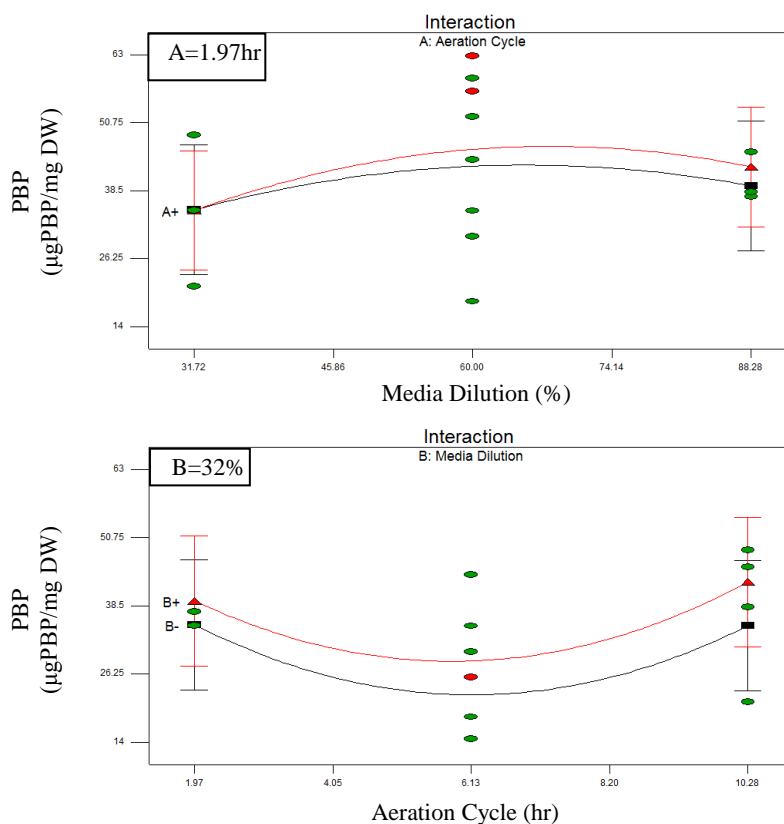 Interaction
A: Aeration Cycle
A=1.97hr
PBP
(µgPBP/mg DW)
63
50.75
38.5
26.25
14
A+
31.72 45.86 60.00 74.14 88.28
Media Dilution (%)
Interaction
B: Media Dilution
B=32%
PBP
(µgPBP/mg DW)
63
50.75
38.5
26.25
14
B+
B-
1.97 4.05 6.13 8.20 10.28
Aeration Cycle (hr)